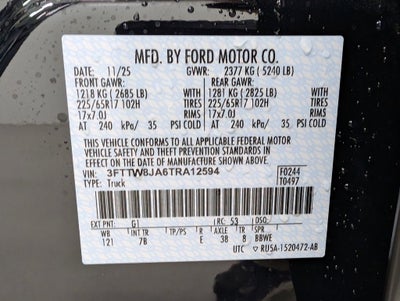 MFD. BY FORD MOTOR CO.
DATE: 11/25 GVWR: 2377 KG ( 5240 LB)
FRONT GAWR: REAR GAWR:
1218 KG ( 2685 LB) WITH 1281 KG ( 2825 LB) WITH
225/65R17 102H TIRES 225/65R17 102H TIRES
17x7.0J RIMS 17x7.0J RIMS
AT 240 kPa/ 35 PSI COLD AT 240 kPa/ 35 PSI COLD
THIS VEHICLE CONFORMS TO ALL APPLICABLE FEDERAL MOTOR
VEHICLE SAFETY AND THEFT PREVENTION STANDARDS IN
EFFECT ON THE DATE OF MANUFACTURE SHOWN ABOVE.
VIN: 3FTTW8JA6TRA12594 F0244
TYPE: Truck T0497
EXT PNT: G1 RC: 53 DSO:
WB INT TR TP/PS R AXLE TR SPR
121 7B E 38 8 BBWE
UTC ▽ RU5A-1520472-AB